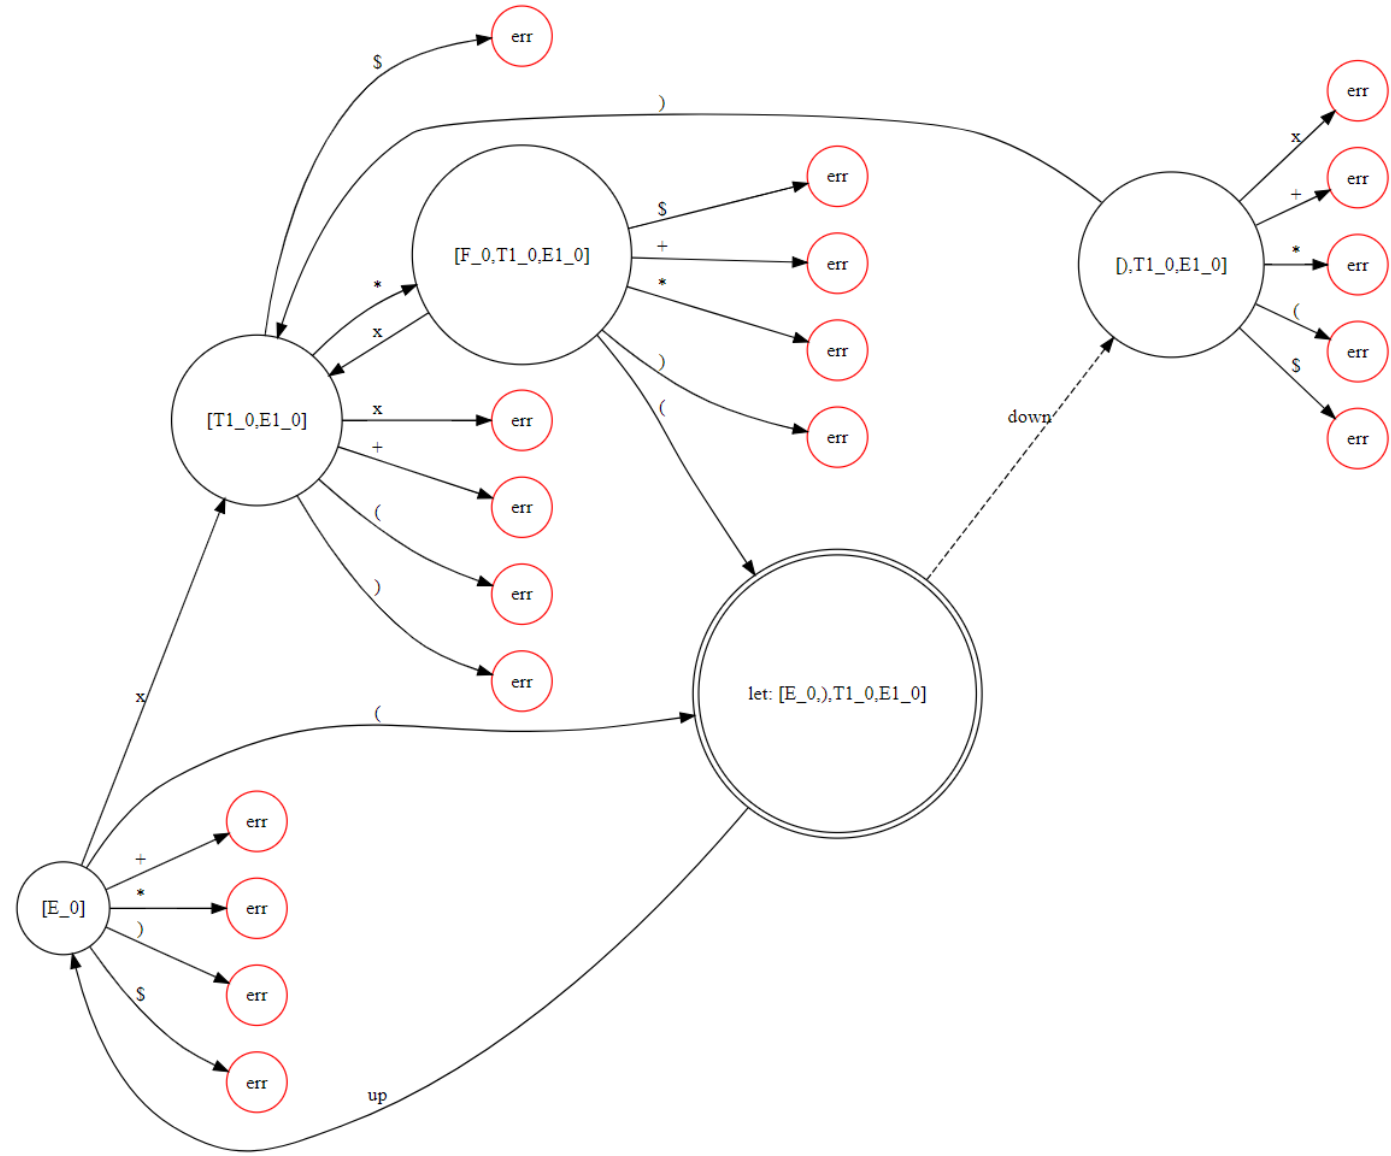 err
$
)
err
x
err
+
[F_0,T1_0,E1_0]
err
$
+
err
*
[),T1_0,E1_0]
*
err
*
(
err
x
err
$
err
[T1_0,E1_0]
x
err
)
(
down
+
err
err
(
err
)
err
x
(
let: [E_0,),T1_0,E1_0]
err
+
[E_0]
*
err
)
err
$
err
up